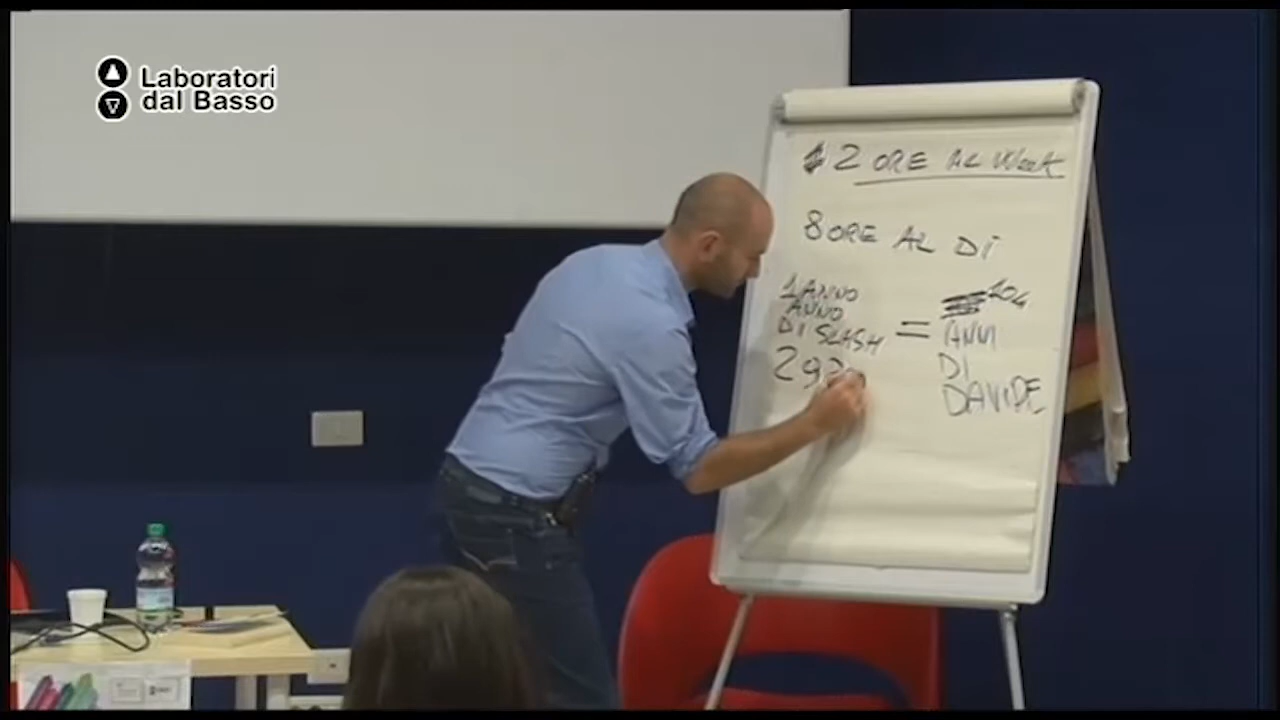 Laboratori
dal Basso
2 ORE AL Week
8 ORE AL DI
1 ANNO
ANNO
DI SLASH
292
=
104
ANNI
DI
DAVIDE